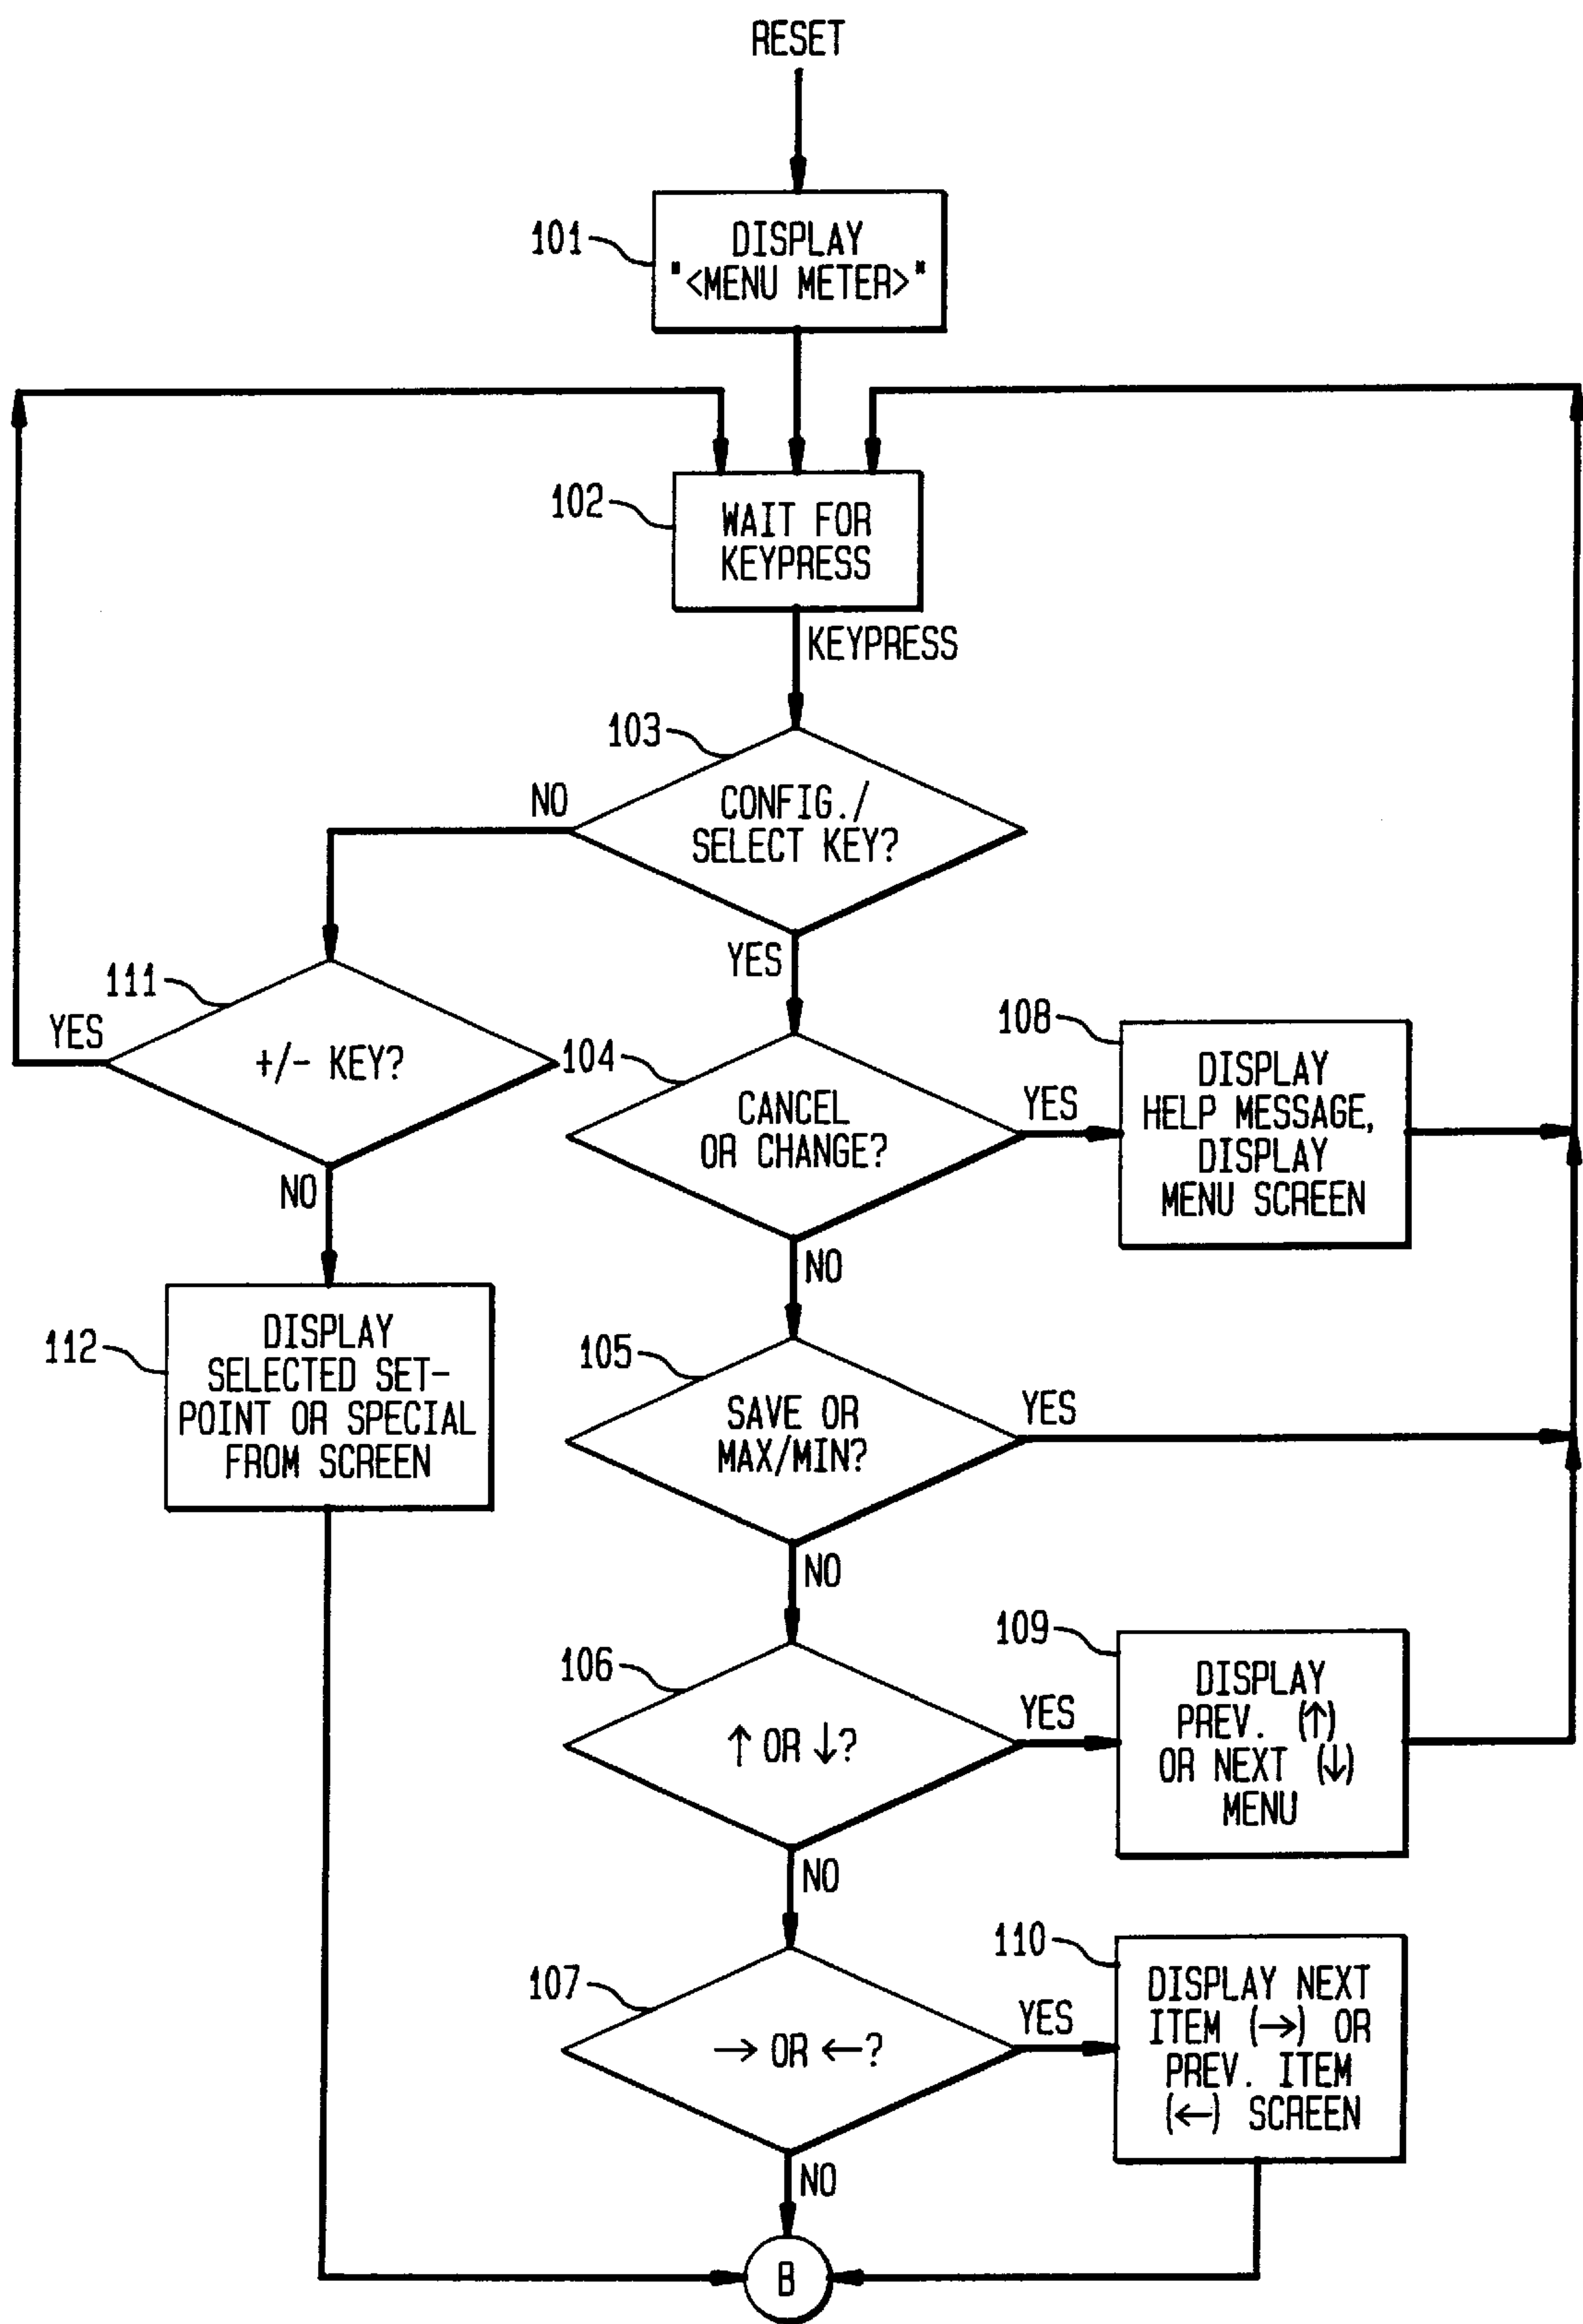 RESET
101
DISPLAY
"<MENU METER>"
102
WAIT FOR
KEYPRESS
KEYPRESS
103
CONFIG./
SELECT KEY?
NO
YES
111
+/- KEY?
YES
NO
104
CANCEL
OR CHANGE?
YES
NO
108
DISPLAY
HELP MESSAGE,
DISPLAY
MENU SCREEN
112
DISPLAY
SELECTED SET-
POINT OR SPECIAL
FROM SCREEN
105
SAVE OR
MAX/MIN?
YES
NO
106
↑ OR ↓?
YES
NO
109
DISPLAY
PREV. (↑)
OR NEXT (↓)
MENU
107
→ OR ←?
YES
NO
110
DISPLAY NEXT
ITEM (→) OR
PREV. ITEM
(←) SCREEN
B